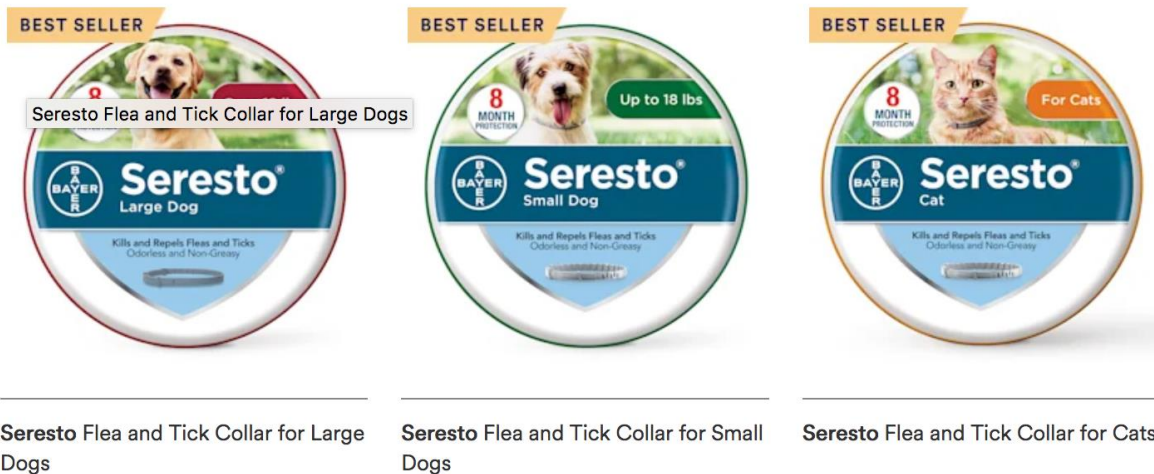 BEST SELLER
8
Seresto Flea and Tick Collar for Large Dogs
BAYER
BAYER
Seresto®
Large Dog
Kills and Repels Fleas and Ticks
Odorless and Non-Greasy
Seresto Flea and Tick Collar for Large
Dogs
BEST SELLER
8
MONTH
PROTECTION
Up to 18 lbs
BAYER
BAYER
Seresto®
Small Dog
Kills and Repels Fleas and Ticks
Odorless and Non-Greasy
Seresto Flea and Tick Collar for Small
Dogs
BEST SELLER
8
MONTH
PROTECTION
For Cats
BAYER
BAYER
Seresto®
Cat
Kills and Repels Fleas and Ticks
Odorless and Non-Greasy
Seresto Flea and Tick Collar for Cats